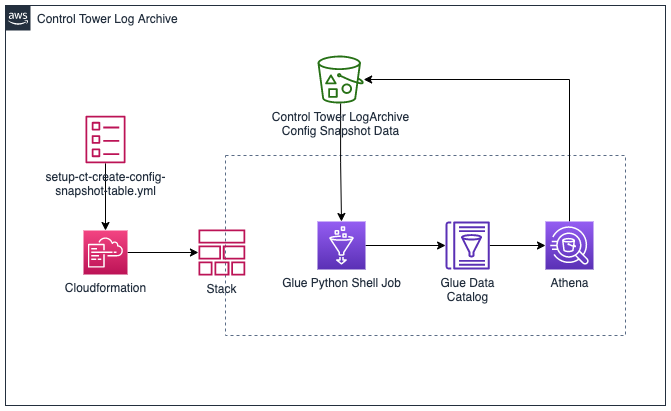 aws
Control Tower Log Archive
Control Tower LogArchive
Config Snapshot Data
setup-ct-create-config-
snapshot-table.yml
Cloudformation
Stack
Glue Python Shell Job
Glue Data
Catalog
Athena